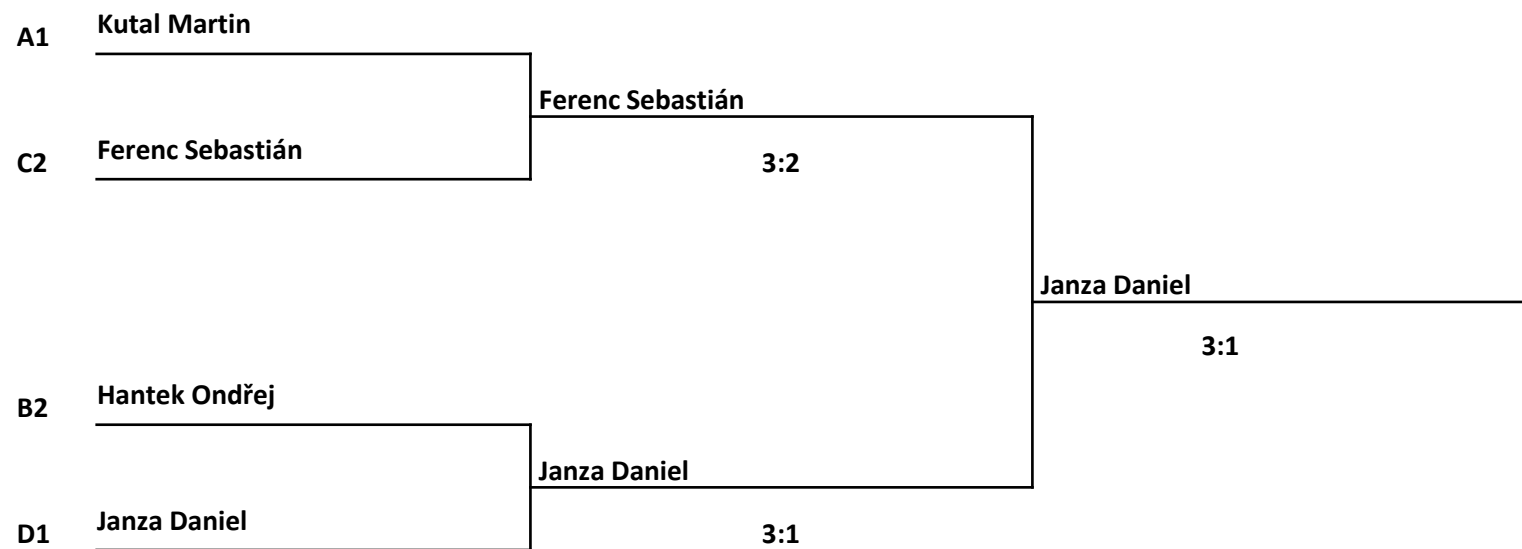 A1 Kutal Martin
Ferenc Sebastián
C2 Ferenc Sebastián
3:2
Janza Daniel
3:1
B2 Hantek Ondřej
Janza Daniel
D1 Janza Daniel
3:1